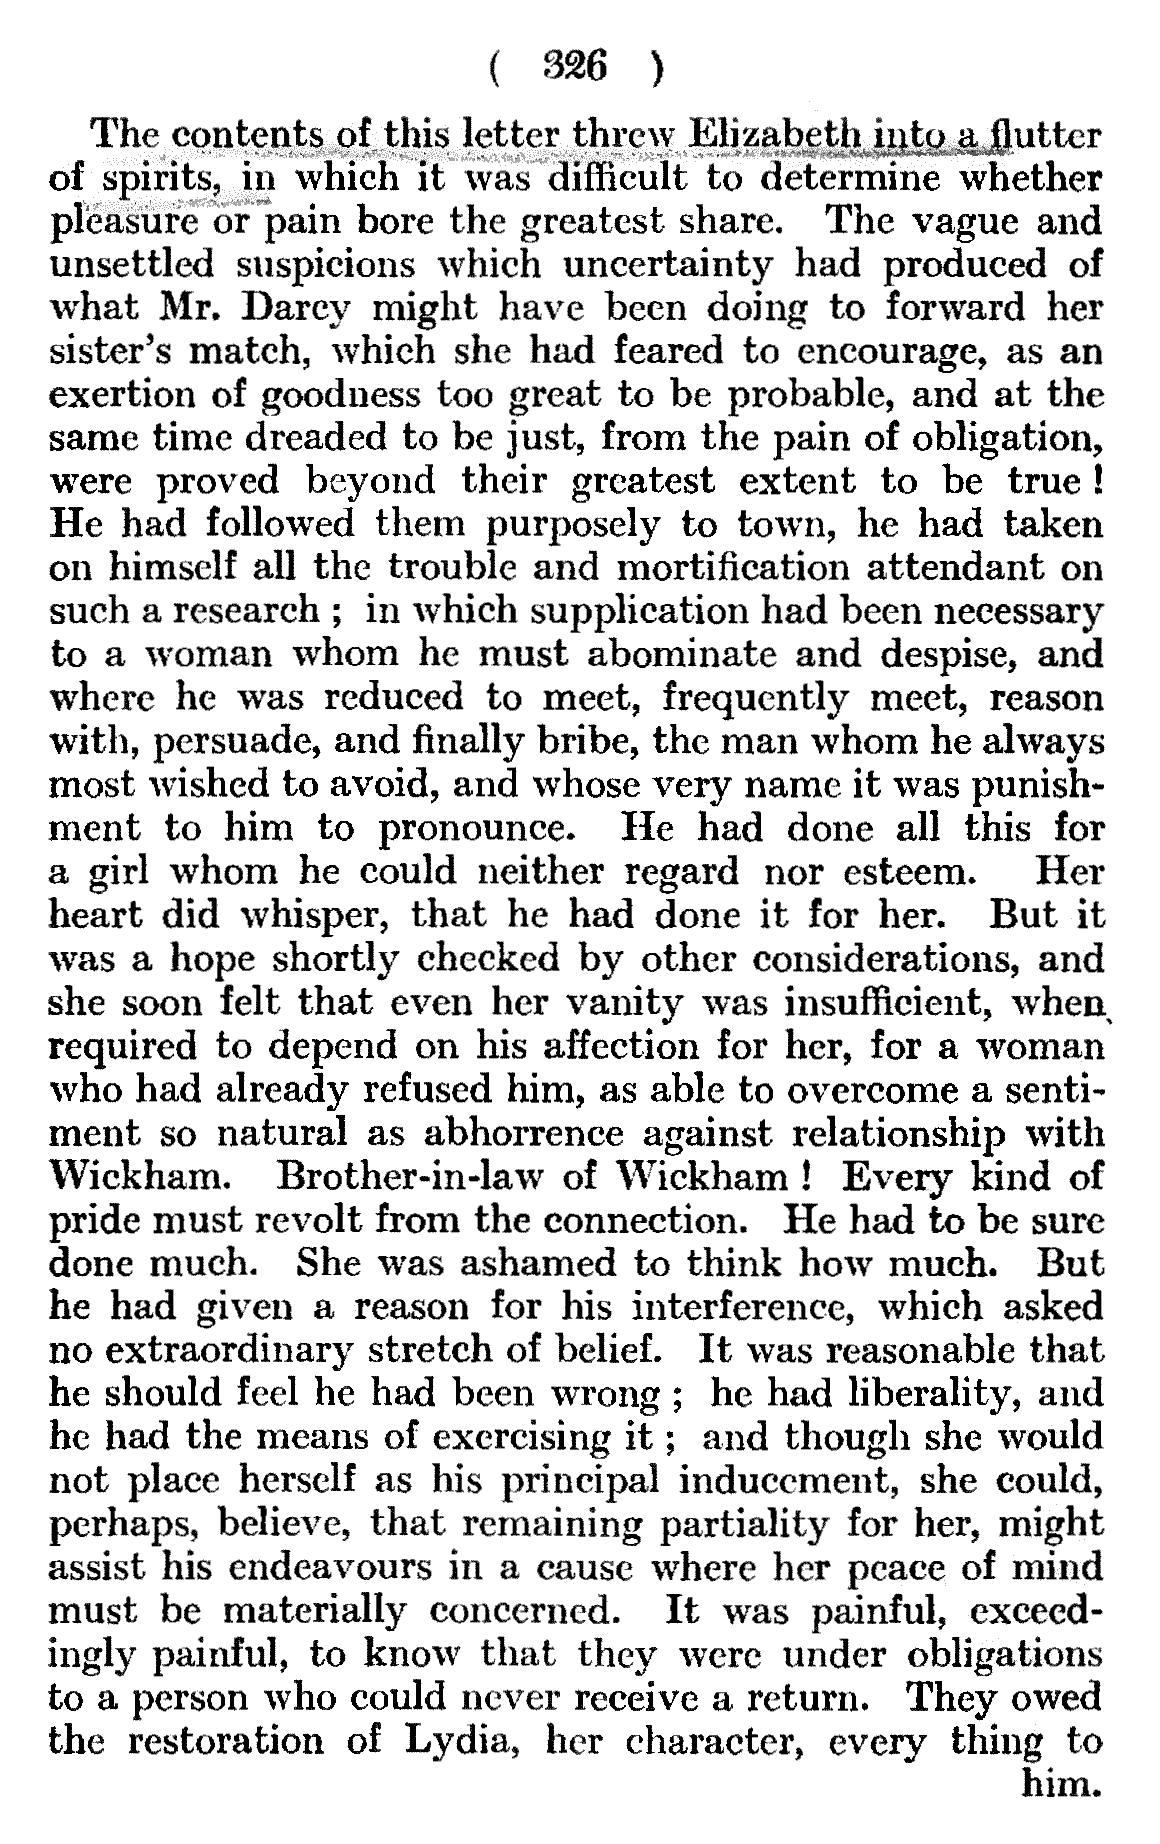 ( 326 )
The contents of this letter threw Elizabeth into a flutter
of spirits, in which it was difficult to determine whether
pleasure or pain bore the greatest share. The vague and
unsettled suspicions which uncertainty had produced of
what Mr. Darcy might have been doing to forward her
sister's match, which she had feared to encourage, as an
exertion of goodness too great to be probable, and at the
same time dreaded to be just, from the pain of obligation,
were proved beyond their greatest extent to be true !
He had followed them purposely to town, he had taken
on himself all the trouble and mortification attendant on
such a research ; in which supplication had been necessary
to a woman whom he must abominate and despise, and
where he was reduced to meet, frequently meet, reason
with, persuade, and finally bribe, the man whom he always
most wished to avoid, and whose very name it was punish-
ment to him to pronounce. He had done all this for
a girl whom he could neither regard nor esteem. Her
heart did whisper, that he had done it for her. But it
was a hope shortly checked by other considerations, and
she soon felt that even her vanity was insufficient, when
required to depend on his affection for her, for a woman
who had already refused him, as able to overcome a senti-
ment so natural as abhorrence against relationship with
Wickham. Brother-in-law of Wickham ! Every kind of
pride must revolt from the connection. He had to be sure
done much. She was ashamed to think how much. But
he had given a reason for his interference, which asked
no extraordinary stretch of belief. It was reasonable that
he should feel he had been wrong ; he had liberality, and
he had the means of exercising it ; and though she would
not place herself as his principal inducement, she could,
perhaps, believe, that remaining partiality for her, might
assist his endeavours in a cause where her peace of mind
must be materially concerned. It was painful, exceed-
ingly painful, to know that they were under obligations
to a person who could never receive a return. They owed
the restoration of Lydia, her character, every thing to
him.